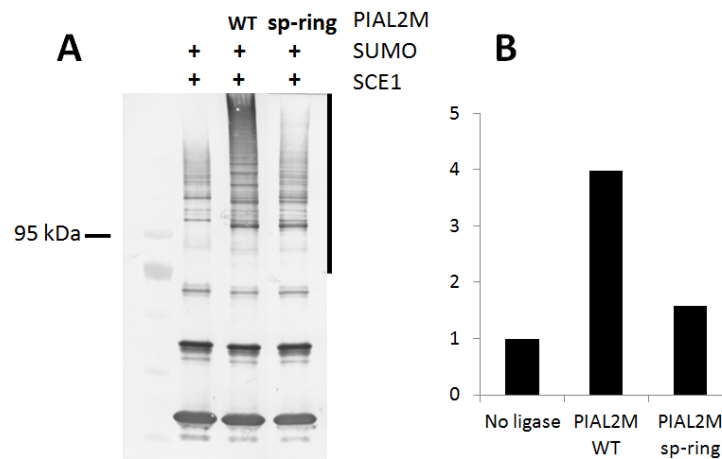 A
WT sp-ring PIAL2M
+ + + SUMO
+ + + SCE1
95 kDa
B
5
4
3
2
1
0
No ligase PIAL2M WT PIAL2M sp-ring